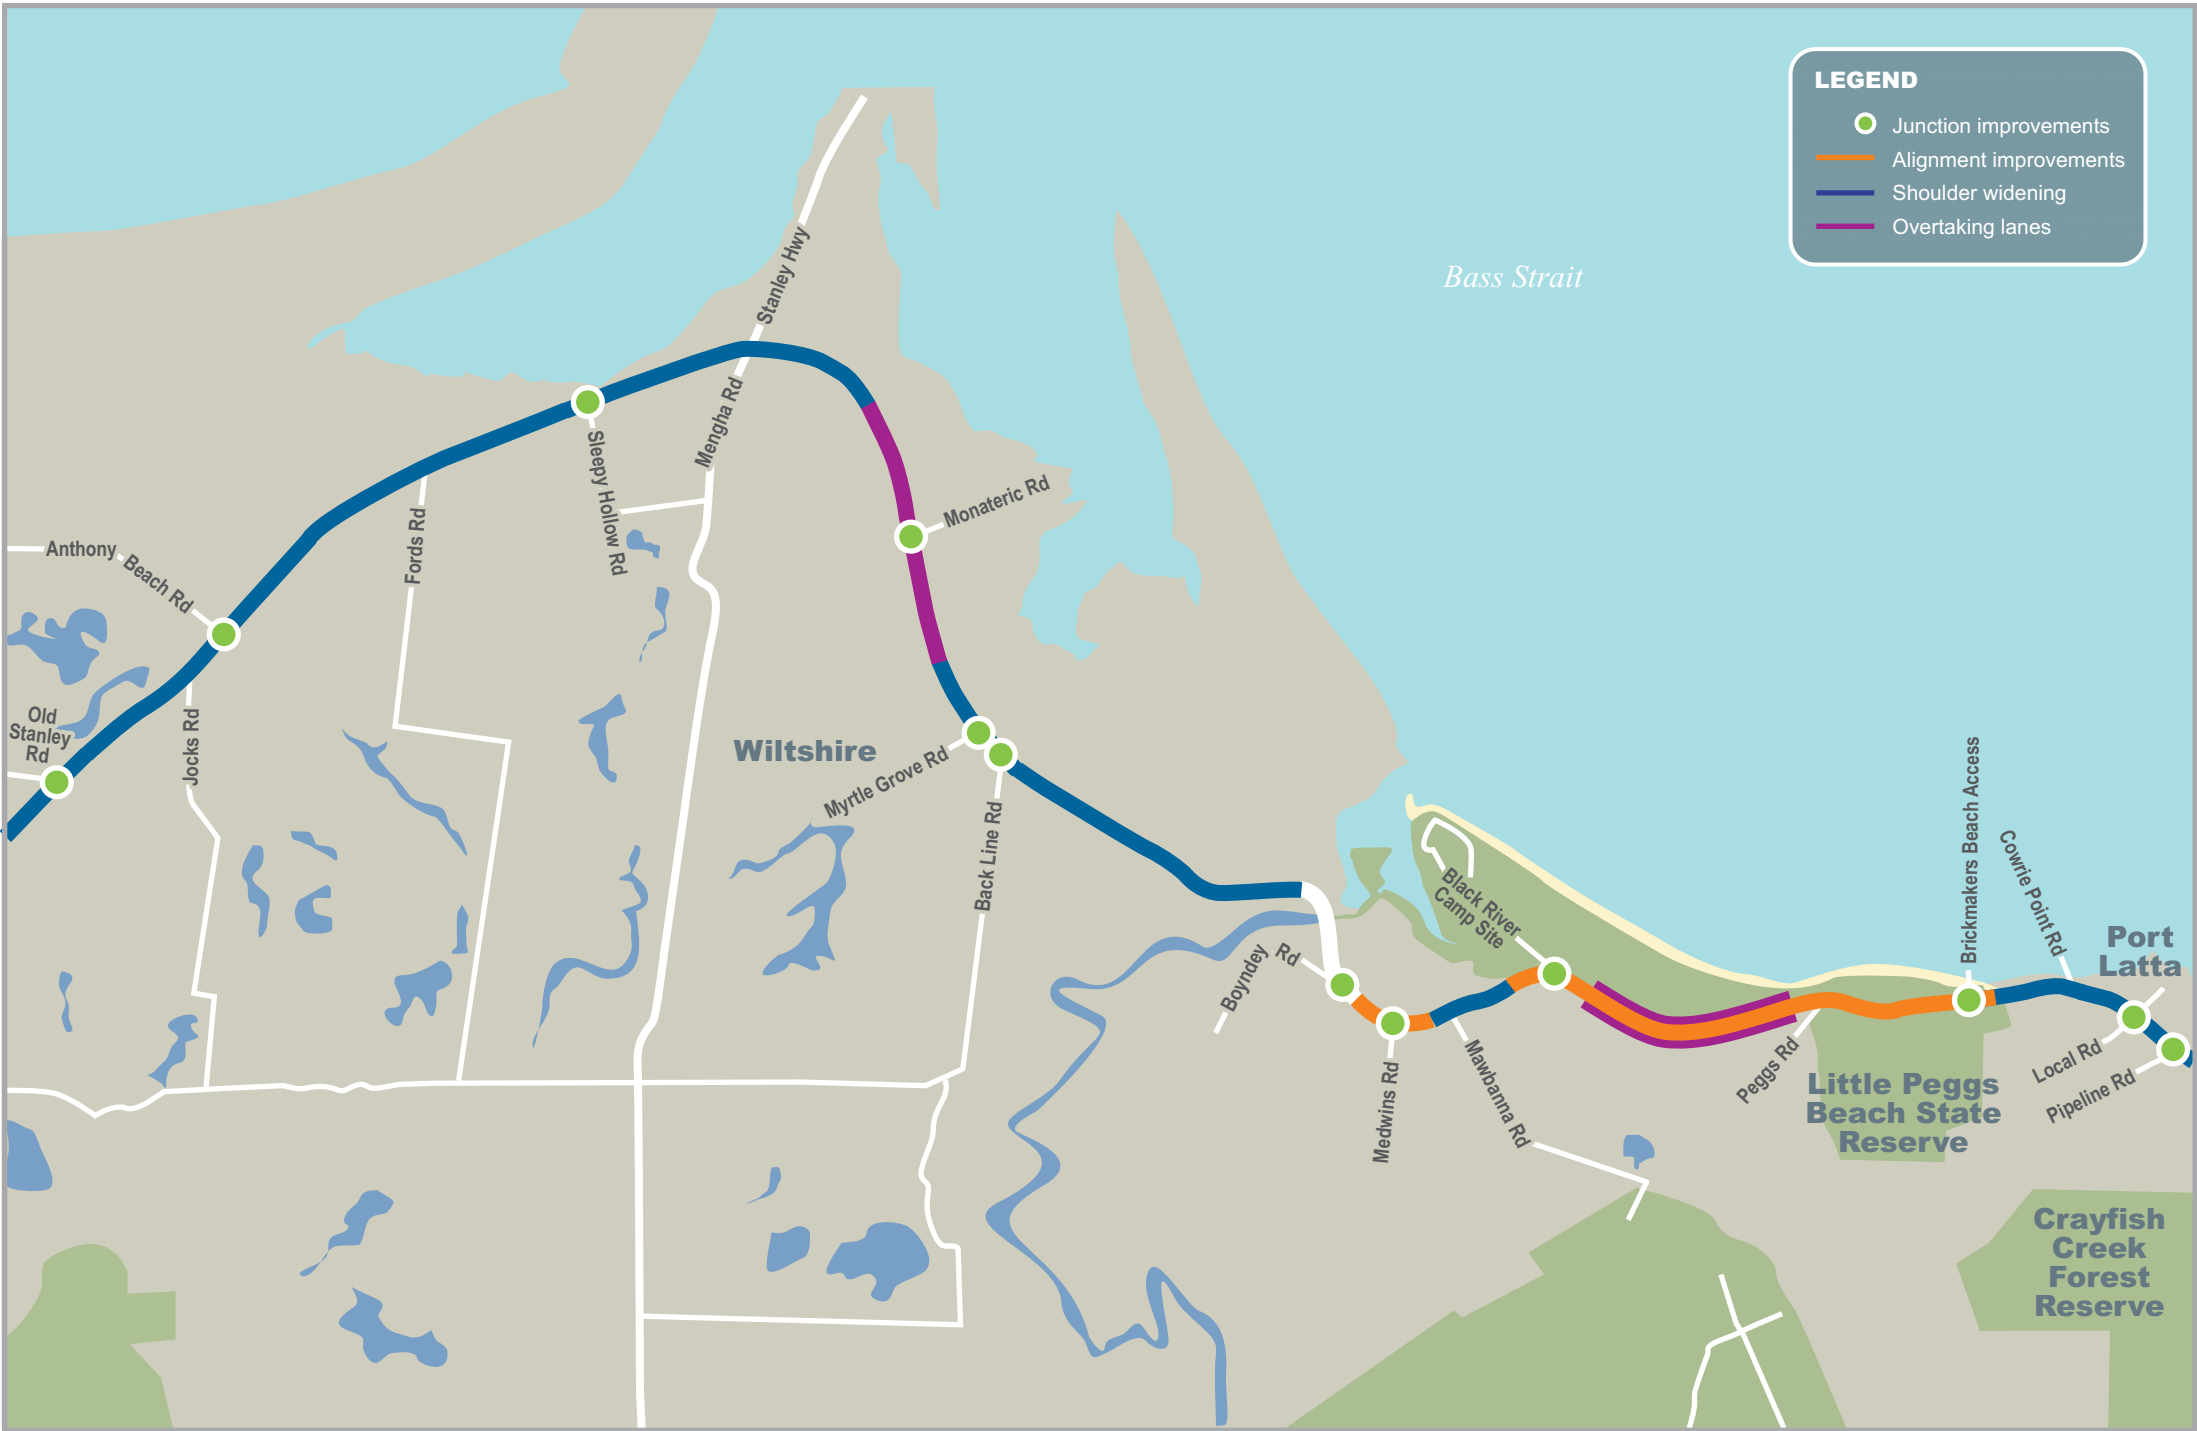 LEGEND
Junction improvements
Alignment improvements
Shoulder widening
Overtaking lanes
Bass Strait
Stanley Hwy
Mengha Rd
Sleepy Hollow Rd
Monateric Rd
Fords Rd
Anthony
Beach Rd
Old
Stanley
Rd
Jocks Rd
Wiltshire
Myrtle Grove Rd
Back Line Rd
Boyndey
Rd
Black River
Camp Site
Medwins Rd
Mawbanna Rd
Peggs Rd
Brickmakers Beach Access
Cowrie Point Rd
Port
Latta
Local Rd
Pipeline Rd
Little Peggs
Beach State
Reserve
Crayfish
Creek
Forest
Reserve